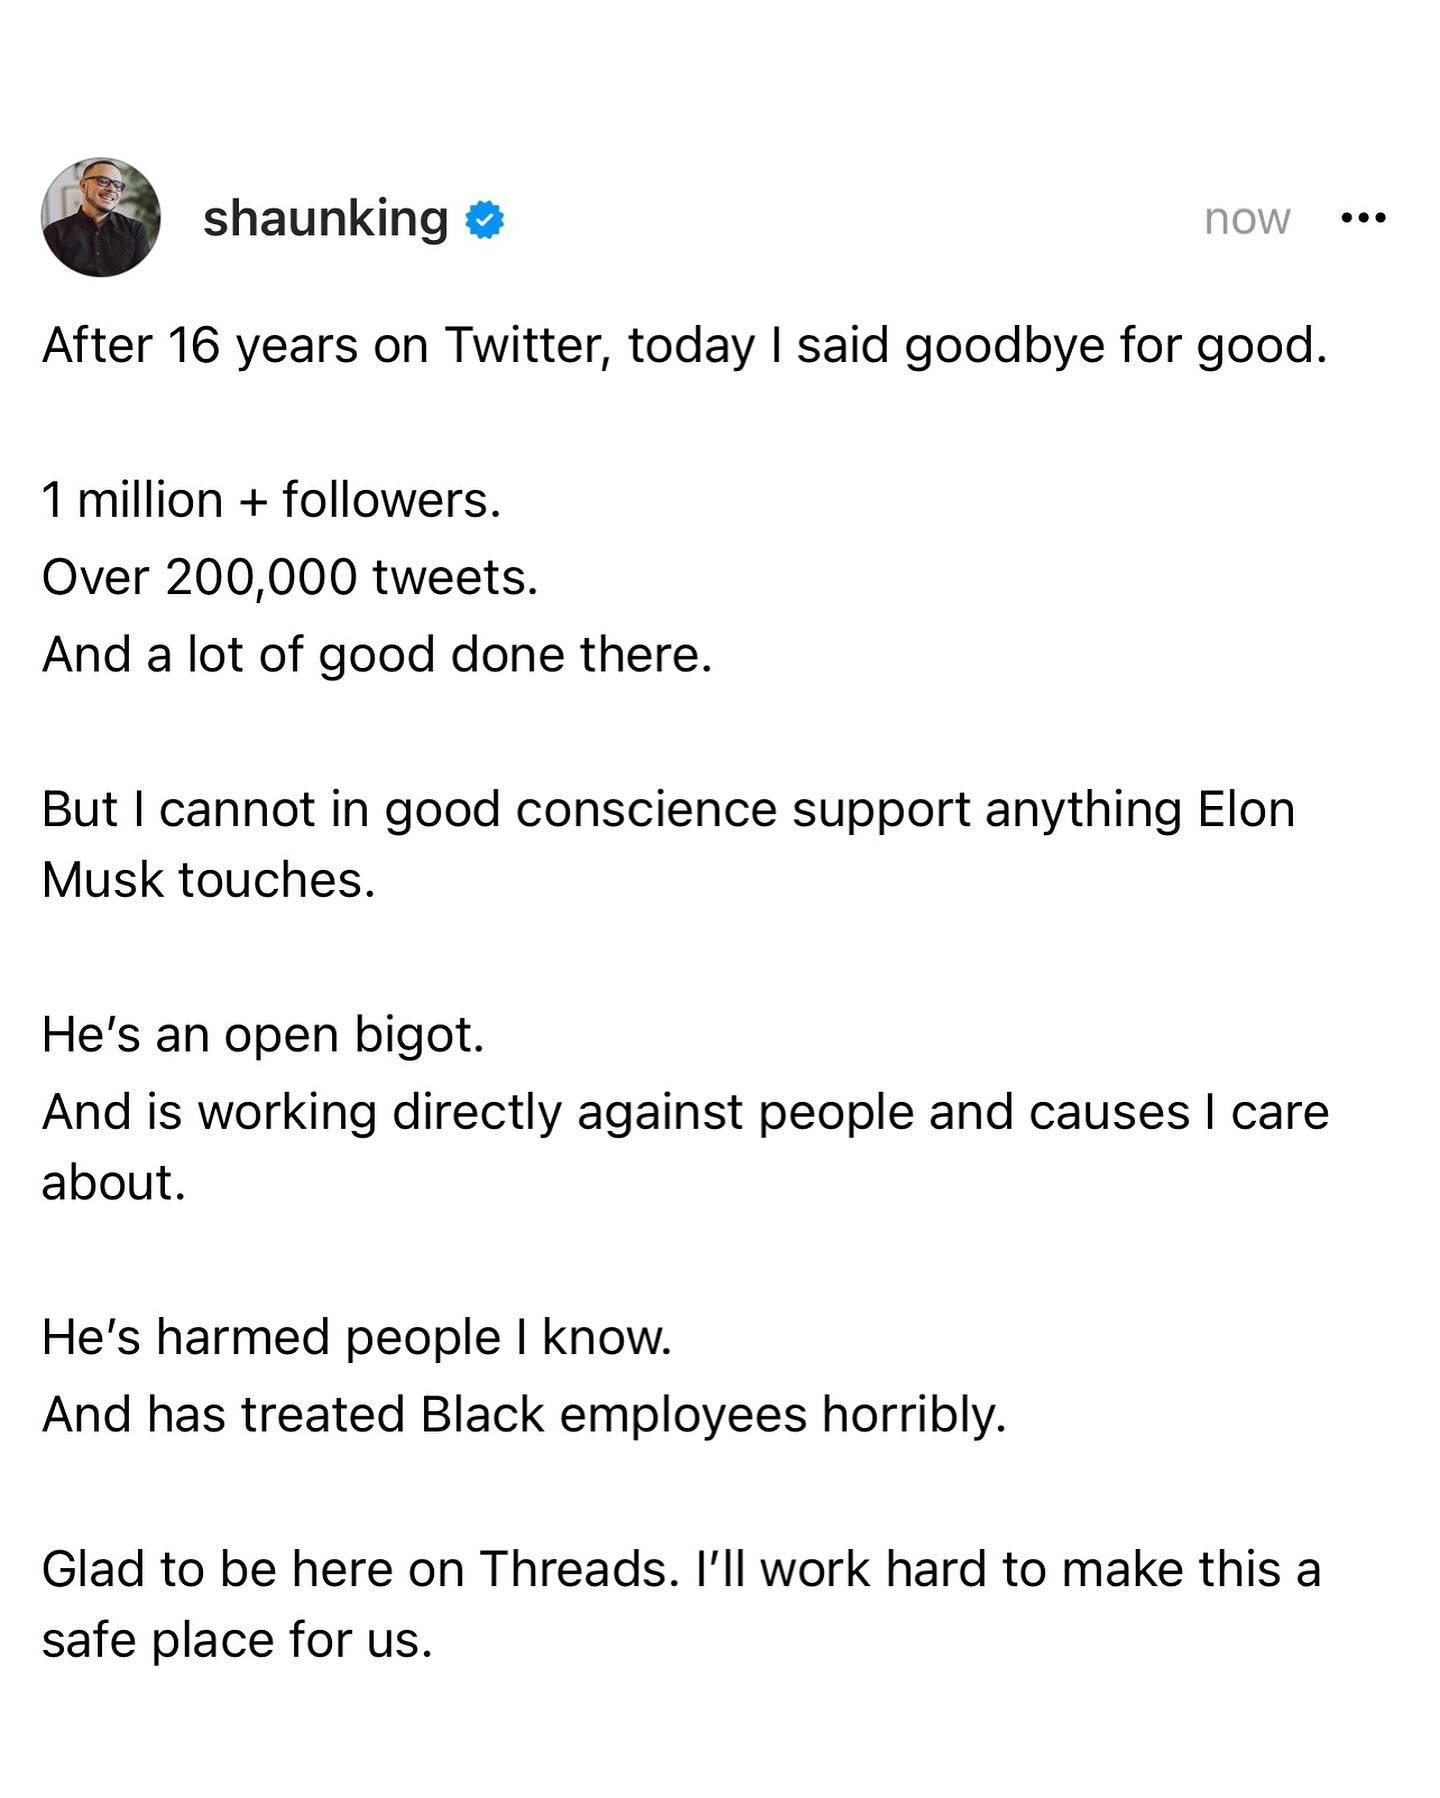 shaunking
now
After 16 years on Twitter, today I said goodbye for good.
1 million + followers.
Over 200,000 tweets.
And a lot of good done there.
But I cannot in good conscience support anything Elon
Musk touches.
He’s an open bigot.
And is working directly against people and causes I care
about.
He’s harmed people I know.
And has treated Black employees horribly.
Glad to be here on Threads. I’ll work hard to make this a
safe place for us.